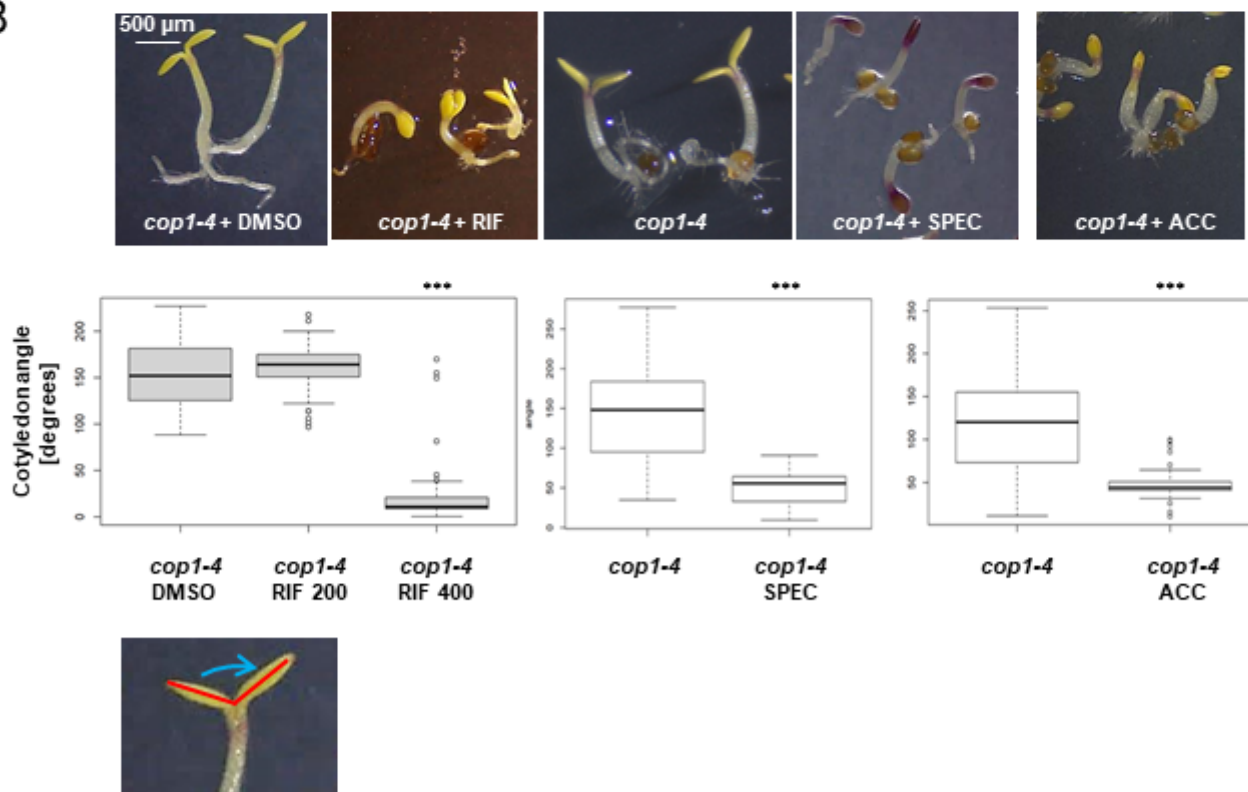 B
500 µm
cop1-4 + DMSO
cop1-4 + RIF
cop1-4
cop1-4 + SPEC
cop1-4 + ACC
***
***
***
Cotyledonangle
[degrees]
200
150
100
50
0
angle
250
200
150
100
50
0
250
200
150
100
50
cop1-4
DMSO
cop1-4
RIF 200
cop1-4
RIF 400
cop1-4
cop1-4
SPEC
cop1-4
cop1-4
ACC